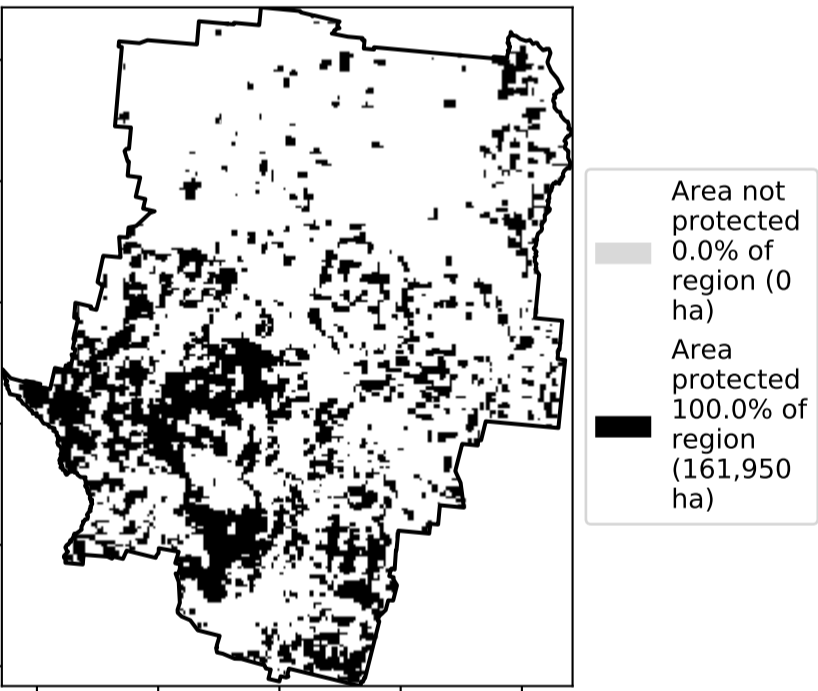 Area not
protected
0.0% of
region (0
ha)
Area
protected
100.0% of
region
(161,950
ha)